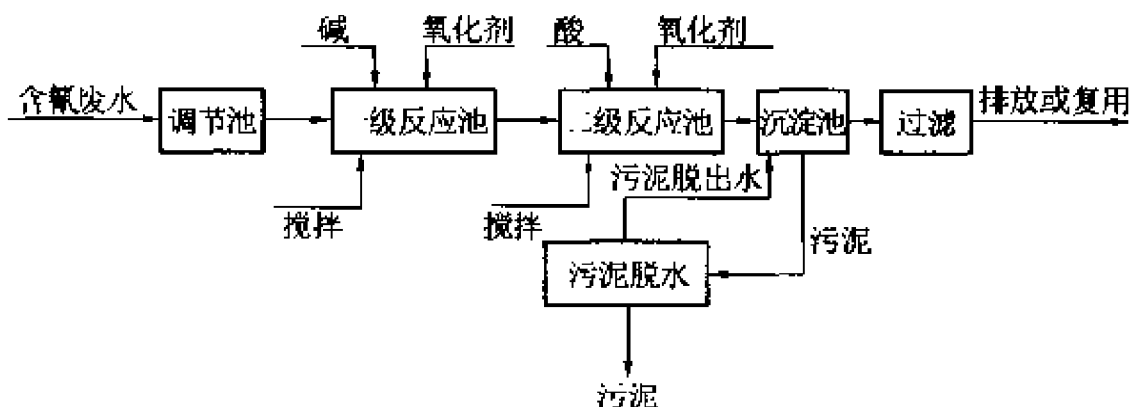 碱
氧化剂
酸
氧化剂
含氰废水
调节池
一级反应池
二级反应池
沉淀池
过滤
排放或复用
搅拌
搅拌
污泥脱出水
污泥
污泥脱水
污泥